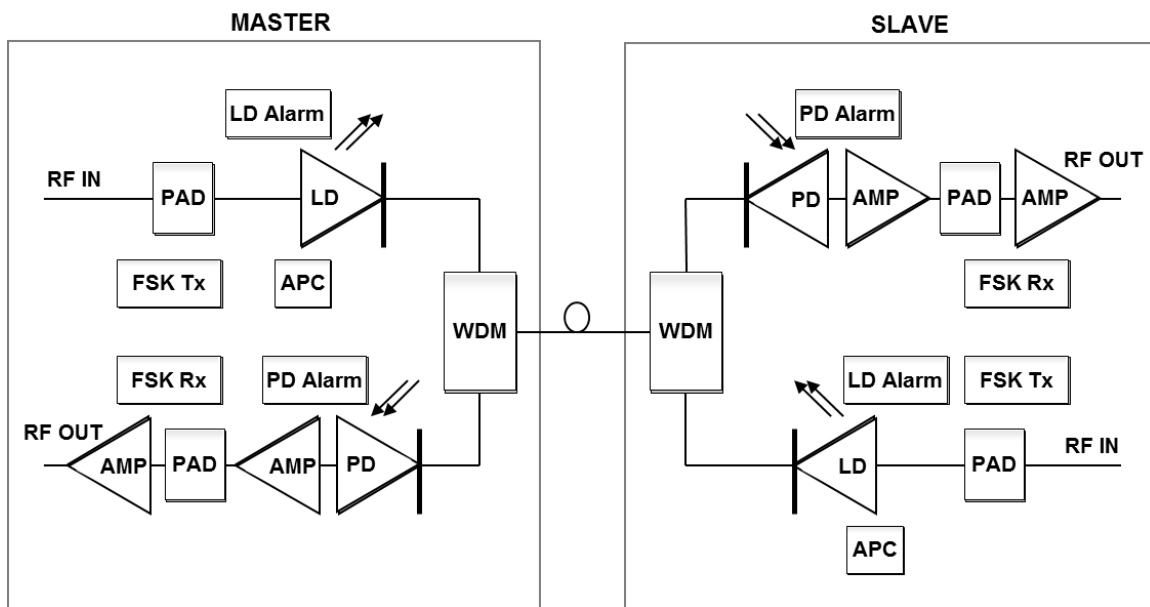 MASTER
LD Alarm
RF IN
PAD
LD
FSK Tx
APC
WDM
FSK Rx
PD Alarm
RF OUT
AMP
PAD
AMP
PD
SLAVE
PD Alarm
RF OUT
PD
AMP
PAD
AMP
FSK Rx
WDM
LD Alarm
FSK Tx
LD
PAD
RF IN
APC